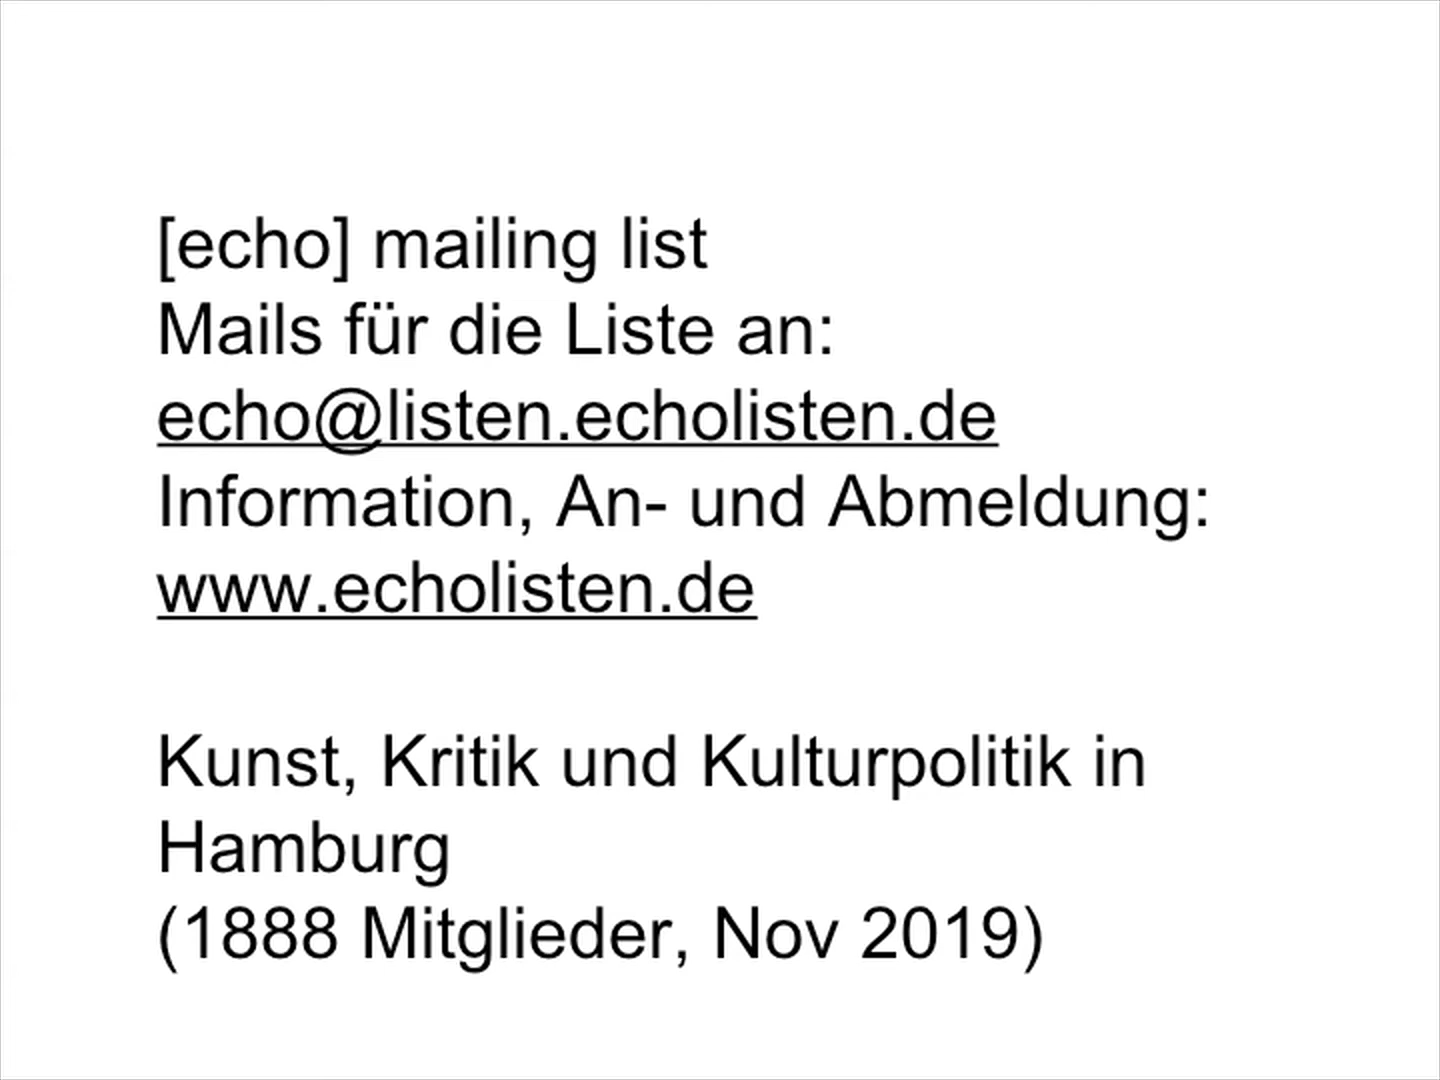 [echo] mailing list
Mails für die Liste an:
echo@listen.echolisten.de
Information, An- und Abmeldung:
www.echolisten.de
Kunst, Kritik und Kulturpolitik in
Hamburg
(1888 Mitglieder, Nov 2019)